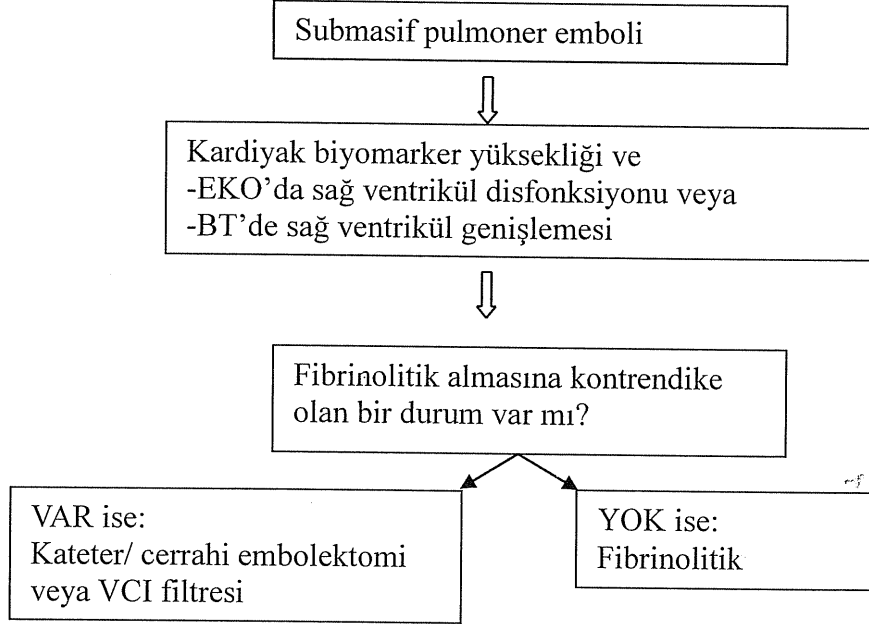 Submasif pulmoner emboli
Kardiyak biyomarker yüksekliği ve
-EKO’da sağ ventrikül disfonksiyonu veya
-BT’de sağ ventrikül genişlemesi
Fibrinolitik almasına kontrendike
olan bir durum var mı?
VAR ise:
Kateter/ cerrahi embolektomi
veya VCI filtresi
YOK ise:
Fibrinolitik